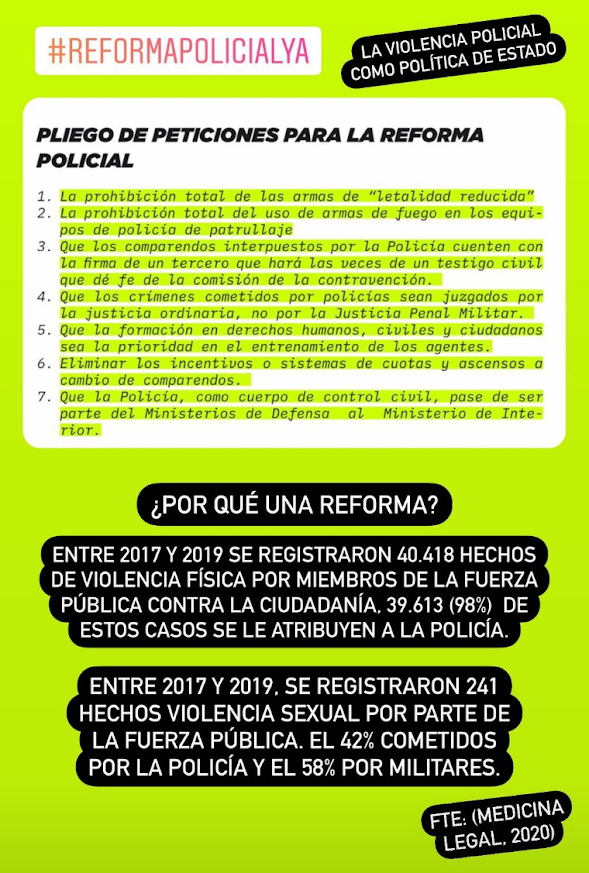 #REFORMAPOLICIALYA
LA VIOLENCIA POLICIAL
COMO POLÍTICA DE ESTADO
PLIEGO DE PETICIONES PARA LA REFORMA
POLICIAL
1. La prohibición total de las armas de “letalidad reducida”
2. La prohibición total del uso de armas de fuego en los equi-
pos de policía de patrullaje
3. Que los comparendos interpuestos por la Policía cuenten con
la firma de un tercero que hará las veces de un testigo civil
que dé fe de la comisión de la contravención.
4. Que los crímenes cometidos por policías sean juzgados por
la justicia ordinaria, no por la Justicia Penal Militar.
5. Que la formación en derechos humanos, civiles y ciudadanos
sea la prioridad en el entrenamiento de los agentes.
6. Eliminar los incentivos o sistemas de cuotas y ascensos a
cambio de comparendos.
7. Que la Policía, como cuerpo de control civil, pase de ser
parte del Ministerios de Defensa al Ministerio de Inte-
rior.
¿POR QUÉ UNA REFORMA?
ENTRE 2017 Y 2019 SE REGISTRARON 40.418 HECHOS
DE VIOLENCIA FÍSICA POR MIEMBROS DE LA FUERZA
PÚBLICA CONTRA LA CIUDADANÍA, 39.613 (98%) DE
ESTOS CASOS SE LE ATRIBUYEN A LA POLICÍA.
ENTRE 2017 Y 2019, SE REGISTRARON 241
HECHOS VIOLENCIA SEXUAL POR PARTE DE
LA FUERZA PÚBLICA. EL 42% COMETIDOS
POR LA POLICÍA Y EL 58% POR MILITARES.
FTE: (MEDICINA
LEGAL, 2020)